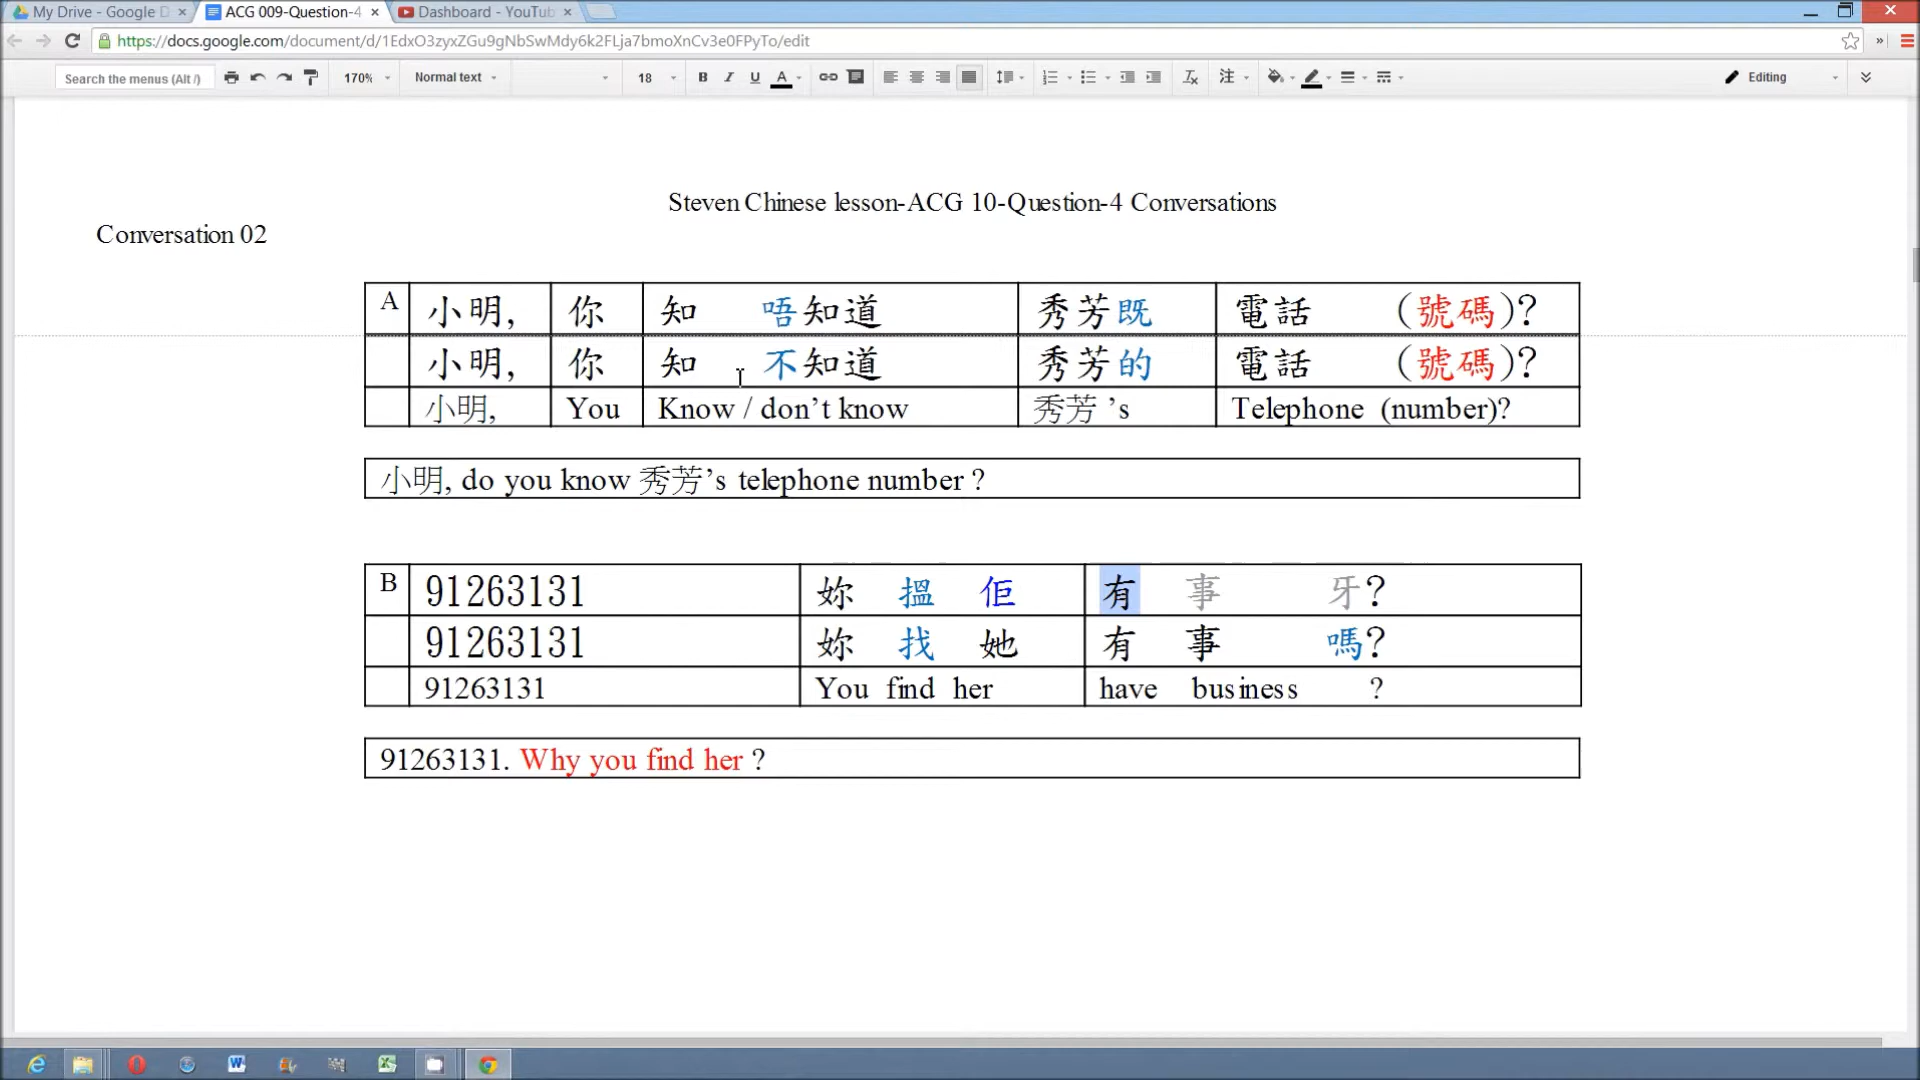 My Drive - Google D
ACG 009-Question-4
Dashboard - YouTub
https://docs.google.com/document/d/1EdxO3zyxZGu9gNbSwMdy6k2FLja7bmoXnCv3e0FPyTo/edit
Search the menus (Alt /) 170% Normal text 18 B I U A 注 Editing
Steven Chinese lesson-ACG 10-Question-4 Conversations
Conversation 02
A 小明, 你 知 唔知道 秀芳既 電話 (號碼)?
小明, 你 知 不知道 秀芳的 電話 (號碼)?
小明, You Know / don't know 秀芳 's Telephone (number)?
小明, do you know 秀芳's telephone number ?
B 91263131 妳 搵 佢 有 事 牙?
91263131 妳 找 她 有 事 嗎?
91263131 You find her have business ?
91263131. Why you find her ?